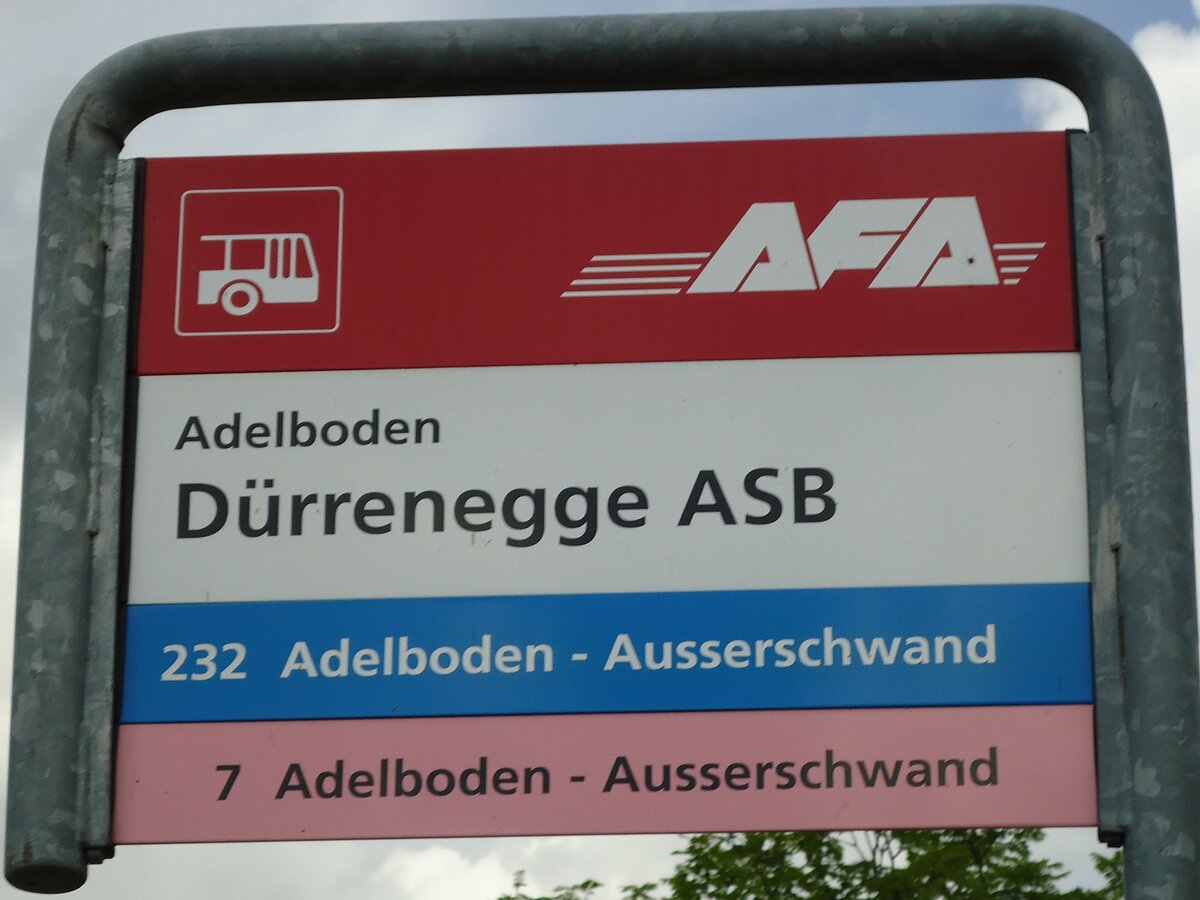 AFA
Adelboden
Dürrenegge ASB
232 Adelboden - Ausserschwand
7 Adelboden - Ausserschwand